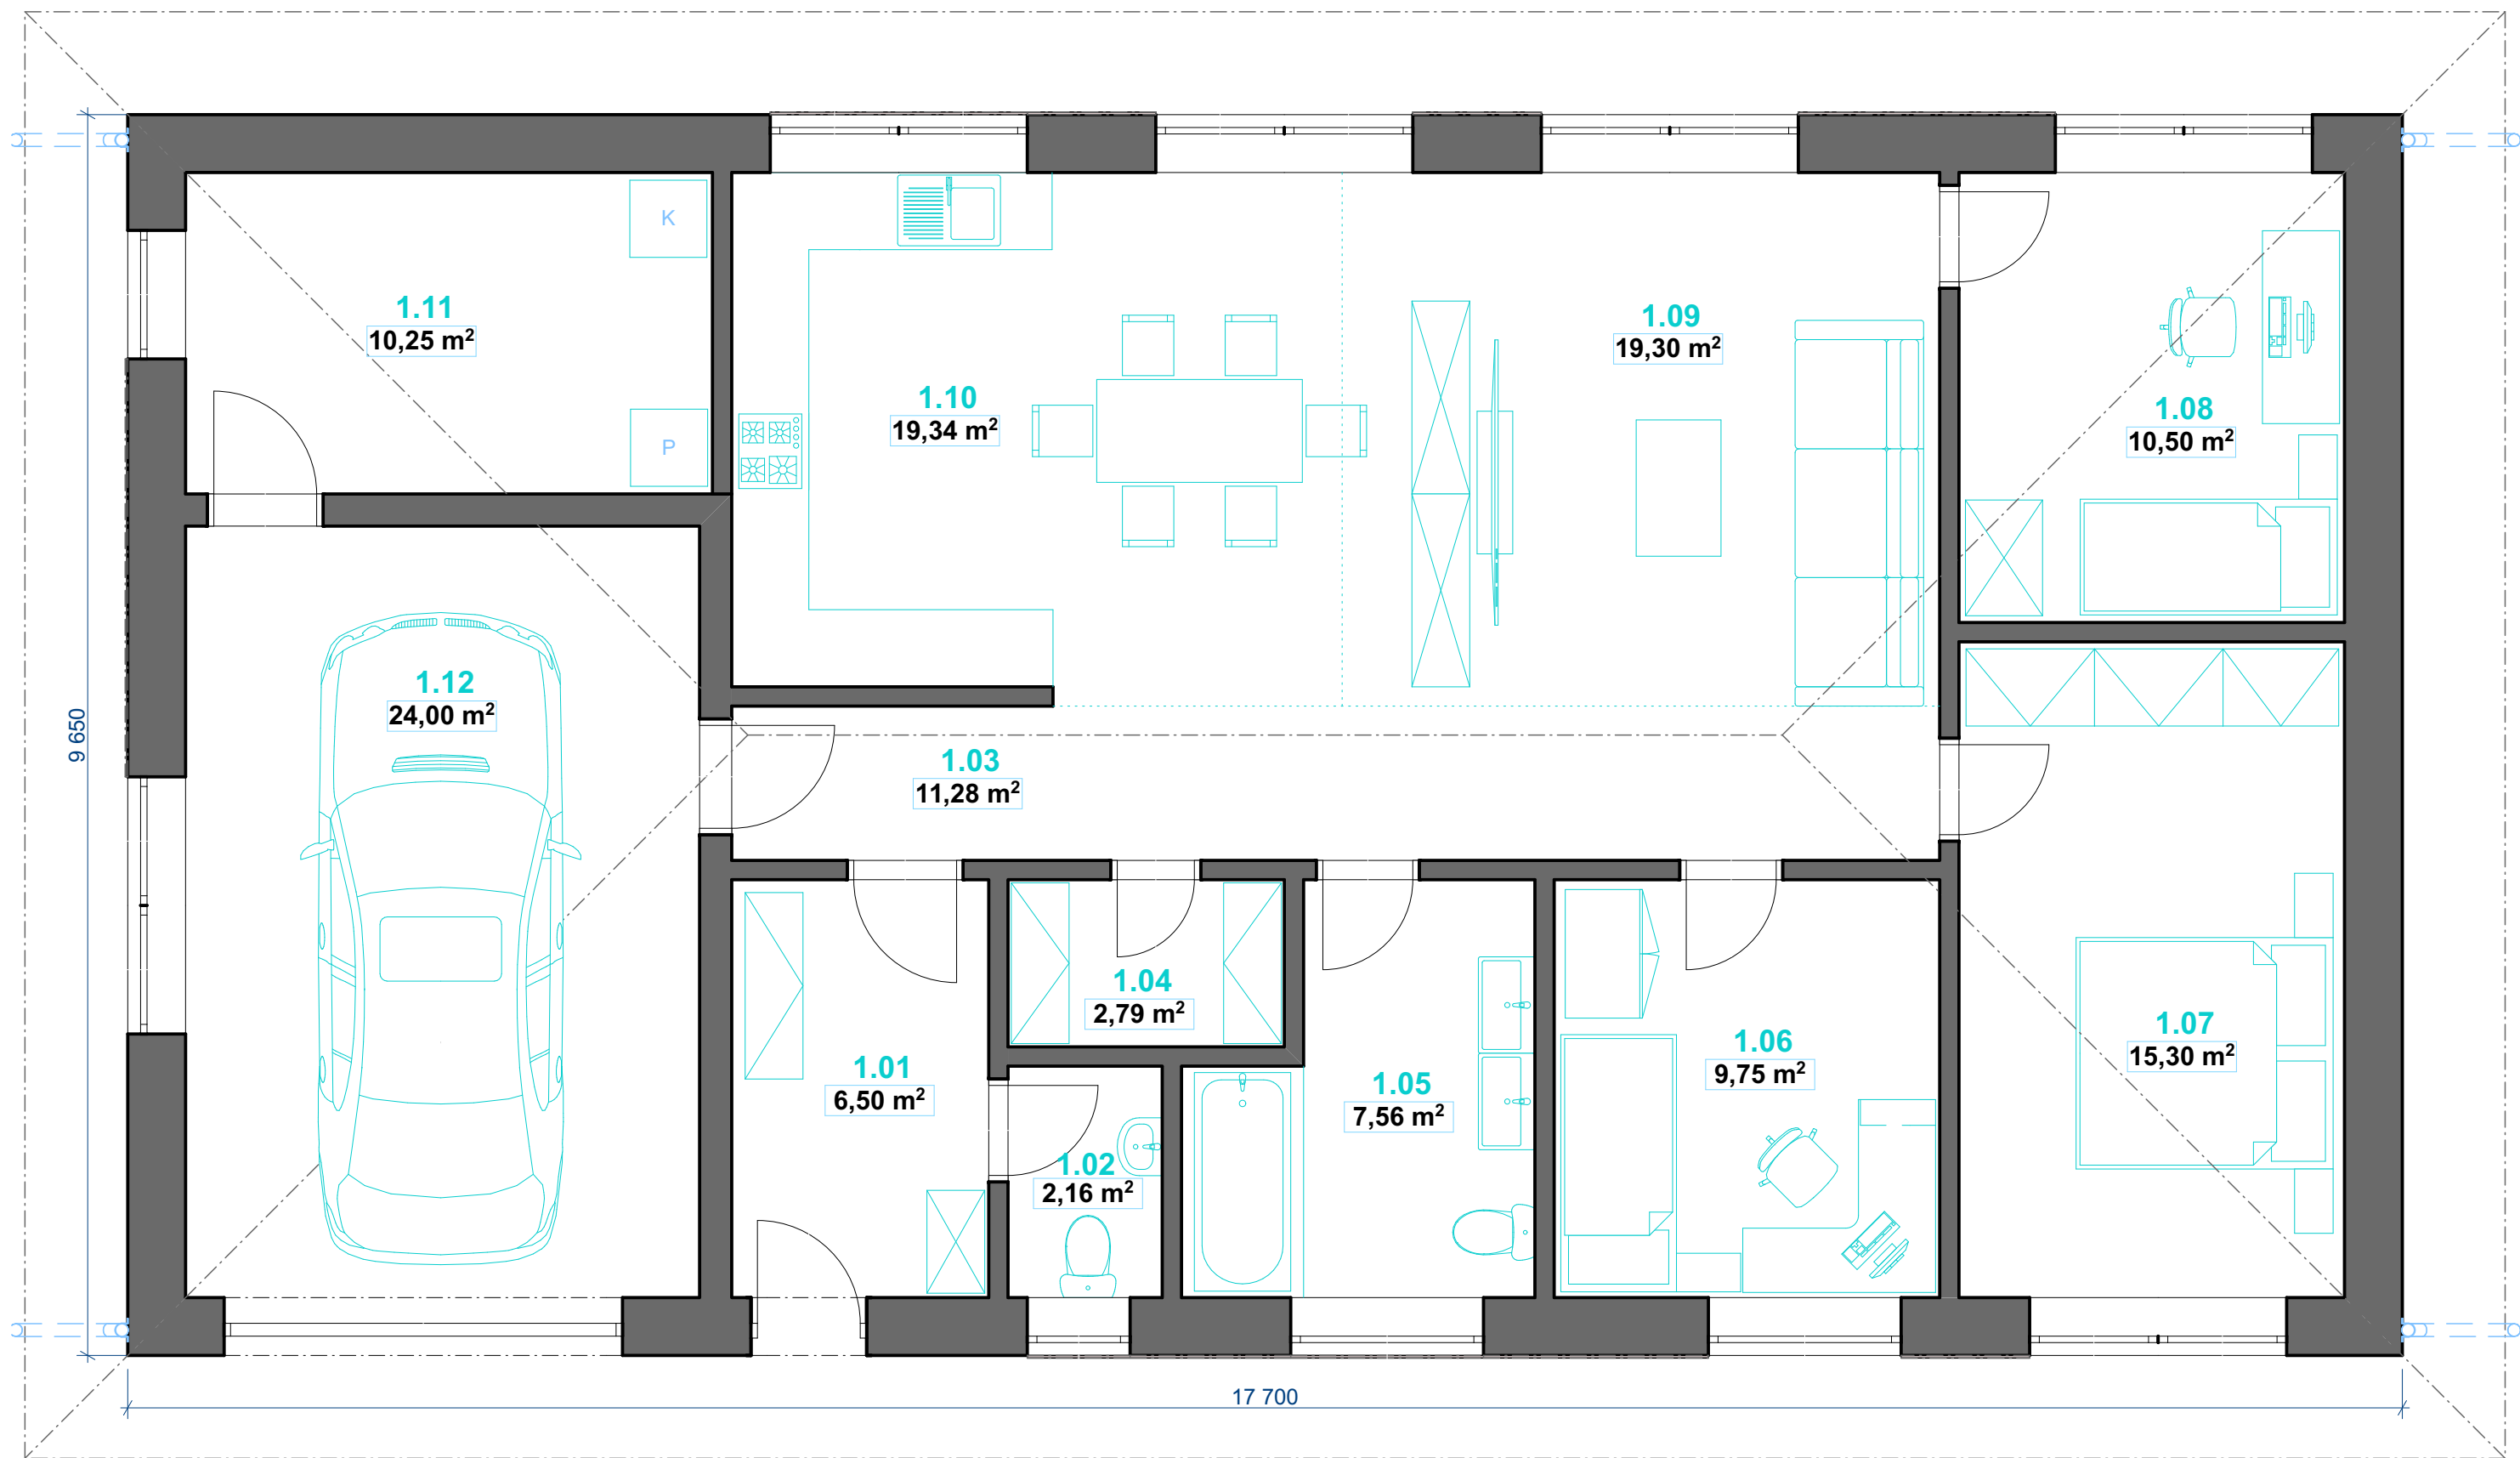 K
1.11
10,25 m²
1.09
19,30 m²
1.10
19,34 m²
1.08
10,50 m²
P
1.12
24,00 m²
9 650
1.03
11,28 m²
1.04
2,79 m²
1.07
15,30 m²
1.06
9,75 m²
1.01
6,50 m²
1.05
7,56 m²
1.02
2,16 m²
17 700